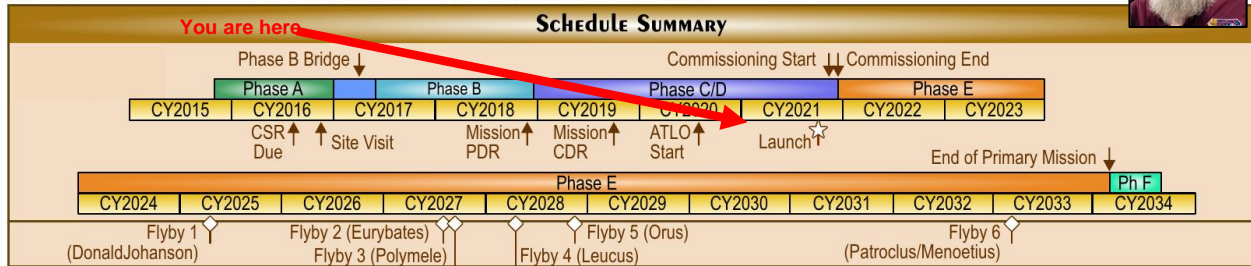 Schedule Summary
You are here
Phase B Bridge
Commissioning Start
Commissioning End
Phase A
Phase B
Phase C/D
Phase E
CY2015 CY2016 CY2017 CY2018 CY2019 CY2020 CY2021 CY2022 CY2023
CSR Due
Site Visit
Mission PDR
Mission CDR
ATLO Start
Launch
End of Primary Mission
Phase E
Ph F
CY2024 CY2025 CY2026 CY2027 CY2028 CY2029 CY2030 CY2031 CY2032 CY2033 CY2034
Flyby 1
(DonaldJohanson)
Flyby 2 (Eurybates)
Flyby 3 (Polymele)
Flyby 4 (Leucus)
Flyby 5 (Orus)
Flyby 6
(Patroclus/Menoetius)